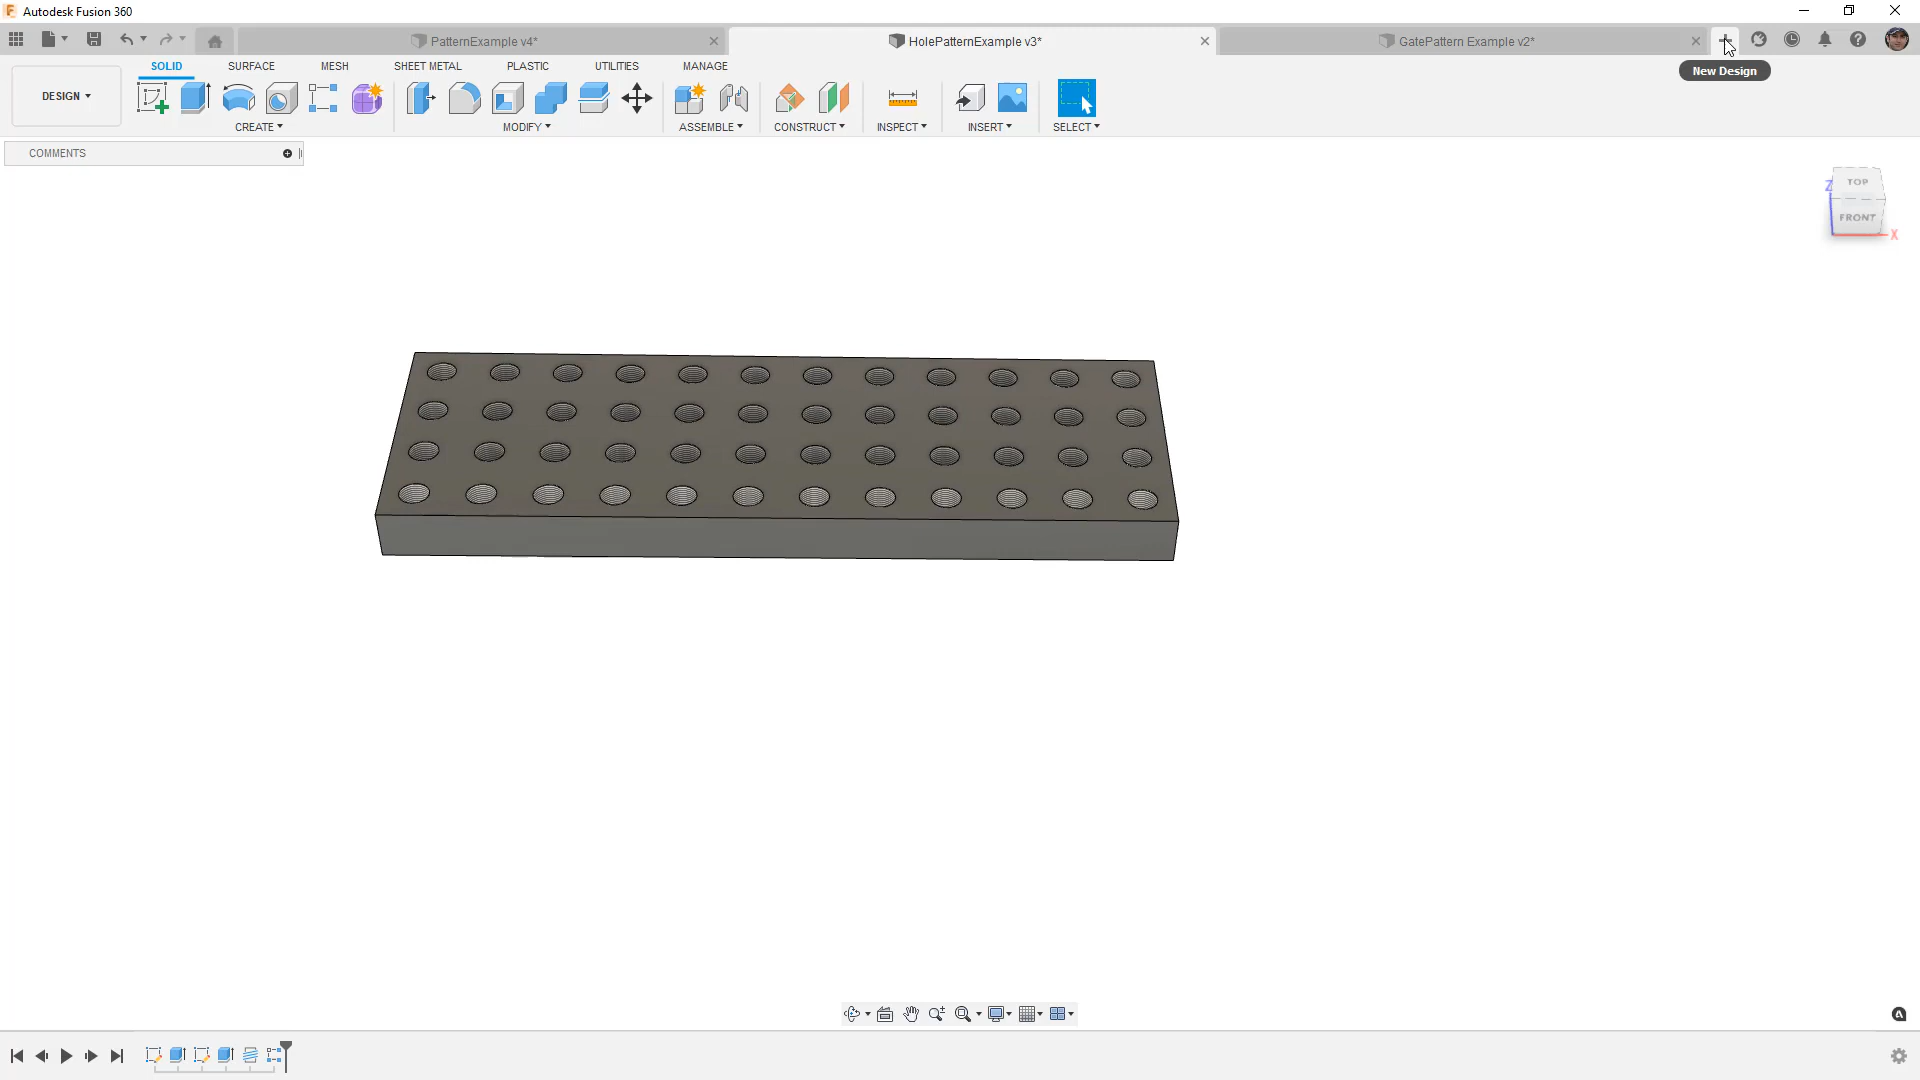 Autodesk Fusion 360
PatternExample v4*
HolePatternExample v3*
GatePattern Example v2*
New Design
SOLID
SURFACE
MESH
SHEET METAL
PLASTIC
UTILITIES
MANAGE
DESIGN
CREATE
MODIFY
ASSEMBLE
CONSTRUCT
INSPECT
INSERT
SELECT
COMMENTS
TOP
Z
FRONT
X